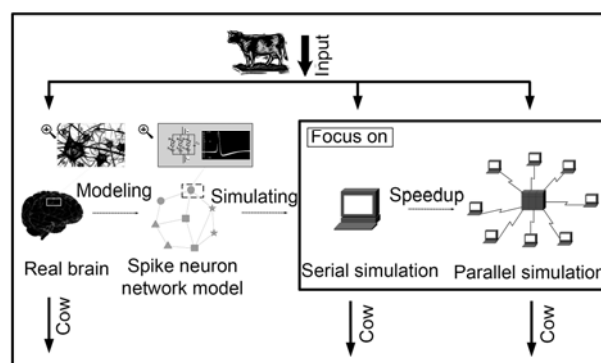 Input
Focus on
Modeling
Simulating
Speedup
Real brain
Spike neuron
network model
Serial simulation
Parallel simulation
Cow
Cow
Cow